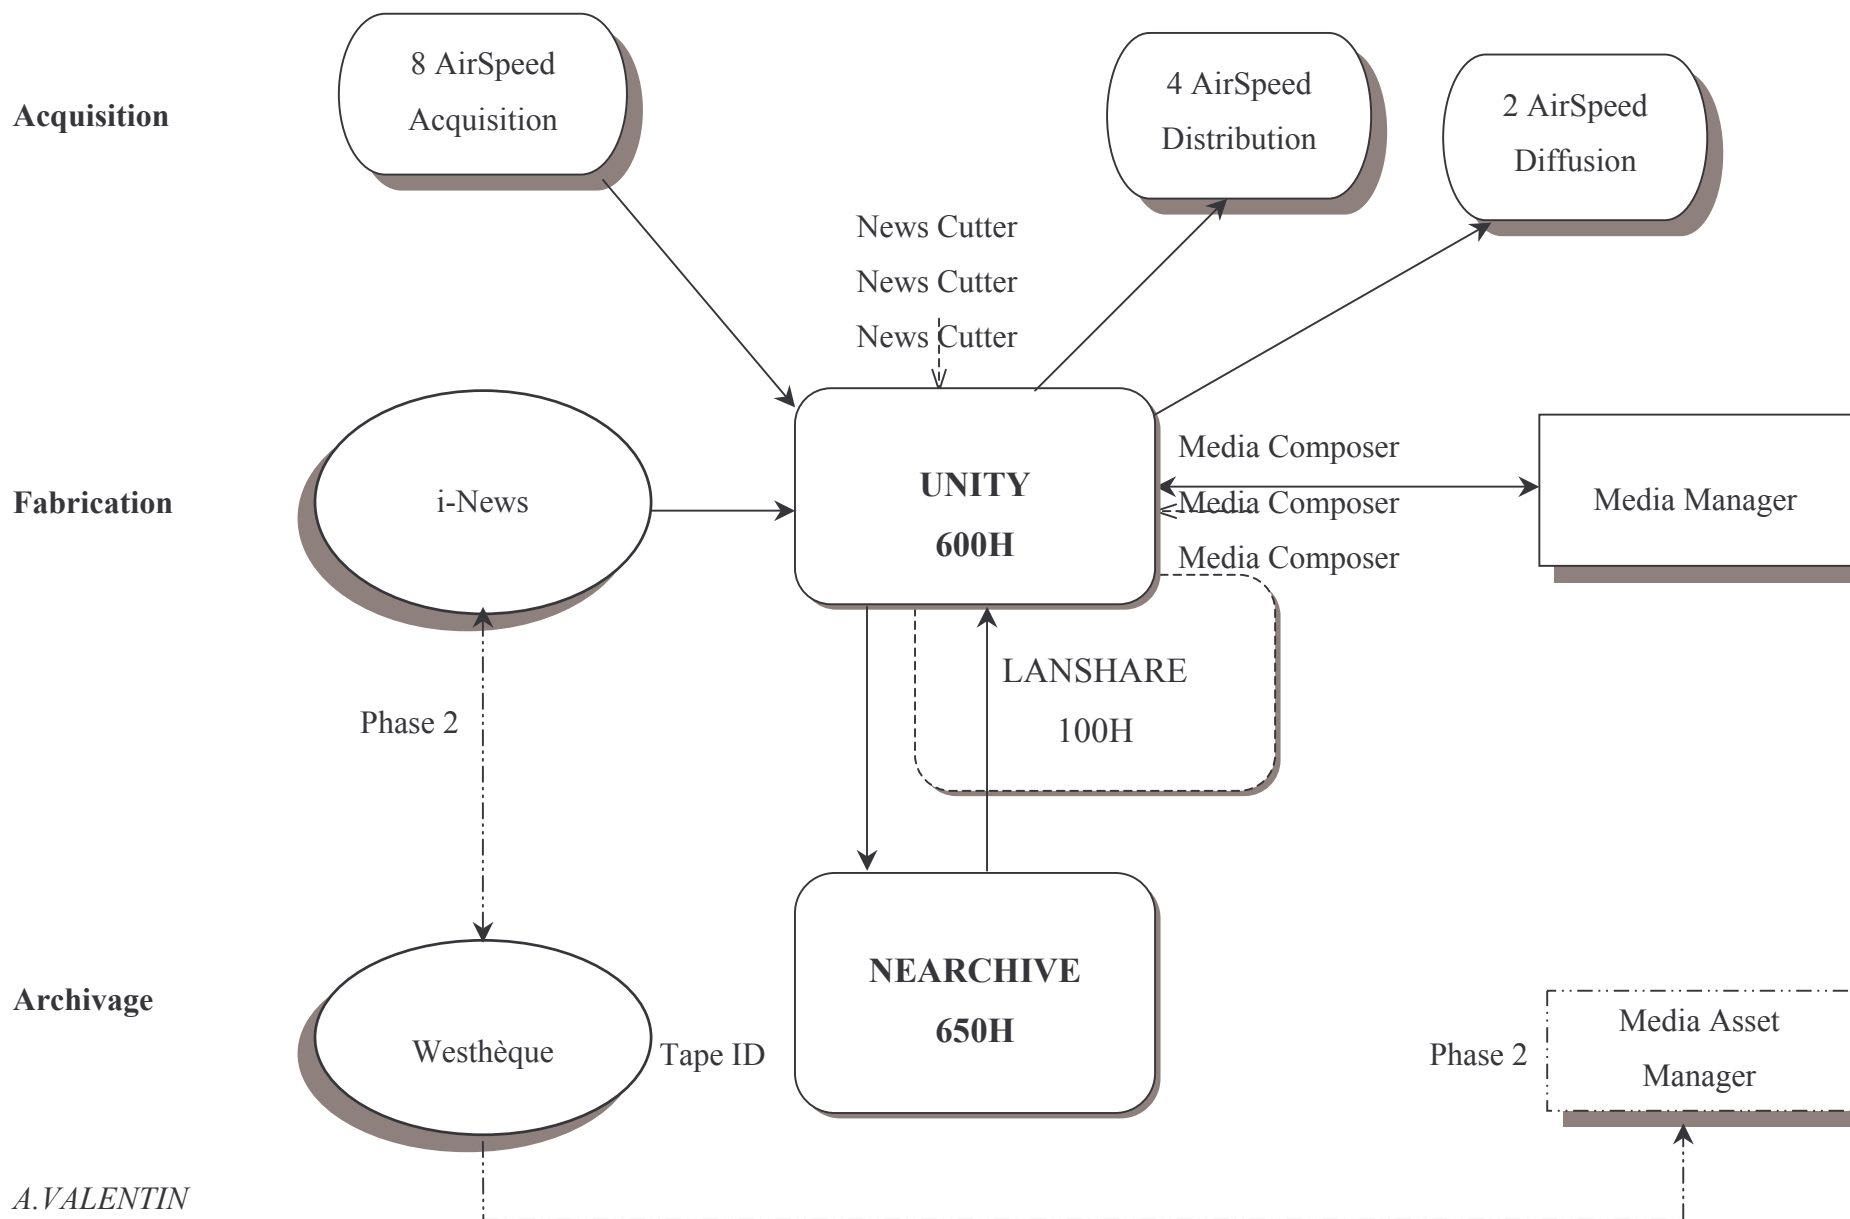 8 AirSpeed
Acquisition
4 AirSpeed
Distribution
2 AirSpeed
Diffusion
Acquisition
News Cutter
News Cutter
News Cutter
Fabrication
i-News
UNITY
600H
Media Composer
Media Composer
Media Composer
Media Manager
LANSHARE
100H
Phase 2
Archivage
Westhèque
Tape ID
NEARCHIVE
650H
Phase 2
Media Asset
Manager
A.VALENTIN